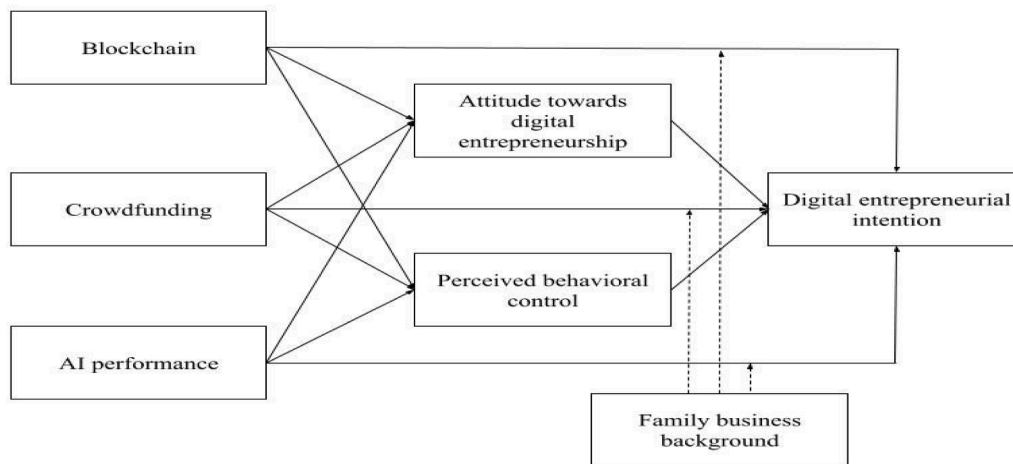 Blockchain
Attitude towards
digital
entrepreneurship
Crowdfunding
Digital entrepreneurial
intention
Perceived behavioral
control
AI performance
Family business
background